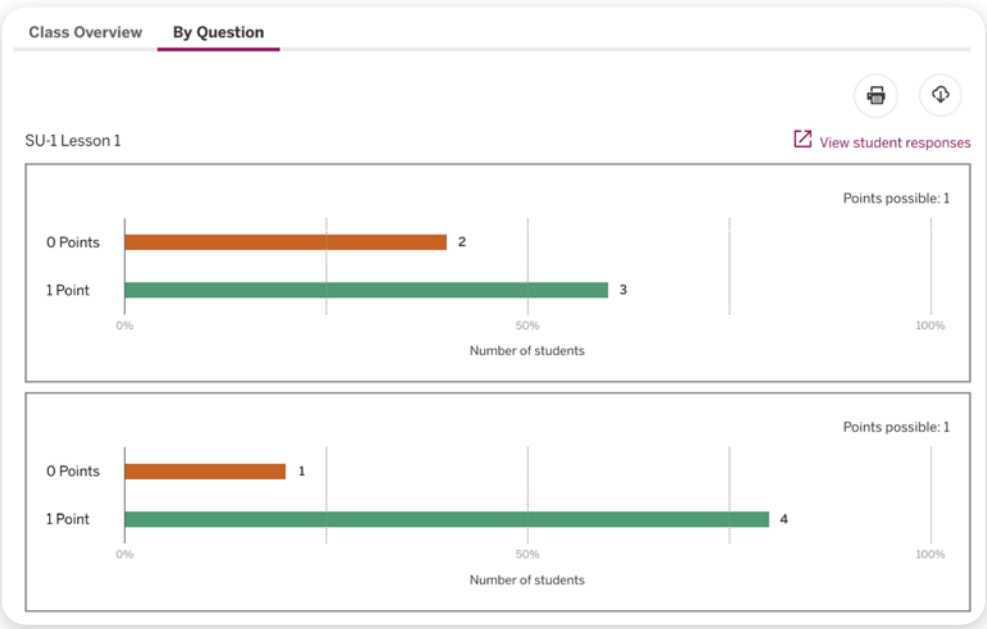 Class Overview By Question
SU-1 Lesson 1
View student responses
Points possible: 1
0 Points 2
1 Point 3
0% 50% 100%
Number of students
Points possible: 1
0 Points 1
1 Point 4
0% 50% 100%
Number of students